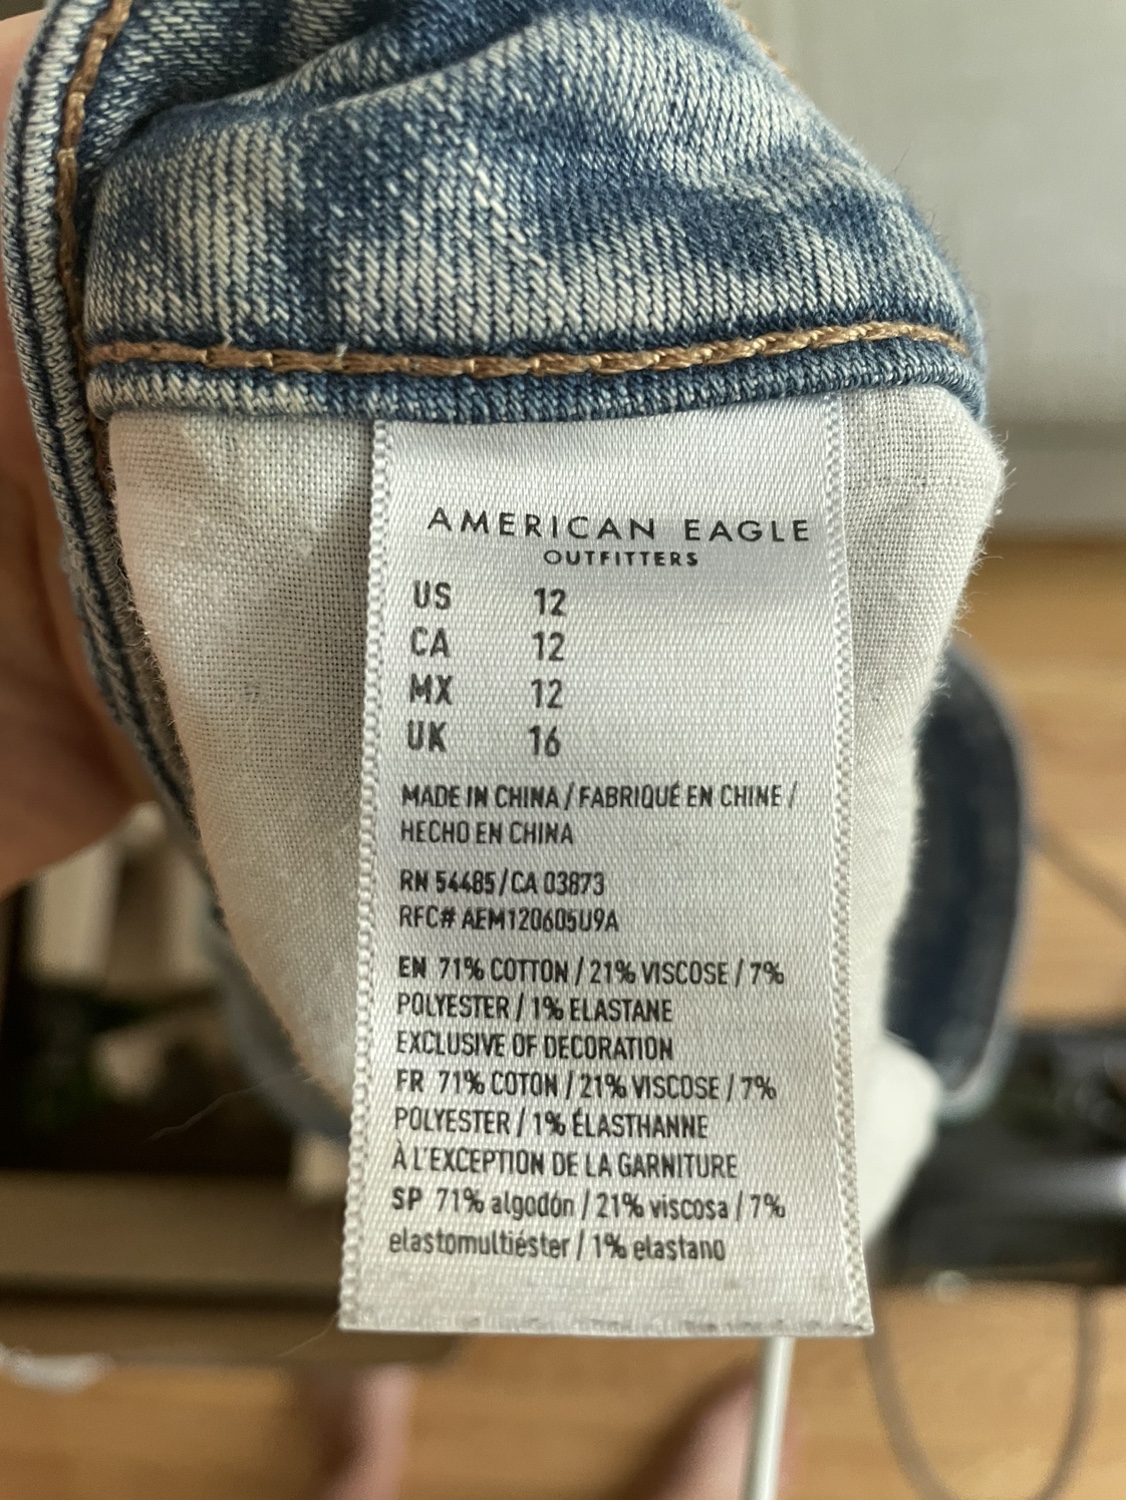 AMERICAN EAGLE
OUTFITTERS
US 12
CA 12
MX 12
UK 16
MADE IN CHINA / FABRIQUÉ EN CHINE /
HECHO EN CHINA
RN 54485 / CA 03873
RFC# AEM120605U9A
EN 71% COTTON / 21% VISCOSE / 7%
POLYESTER / 1% ELASTANE
EXCLUSIVE OF DECORATION
FR 71% COTON / 21% VISCOSE / 7%
POLYESTER / 1% ÉLASTHANNE
À L'EXCEPTION DE LA GARNITURE
SP 71% algodón / 21% viscosa / 7%
elastomultiéster / 1% elastano